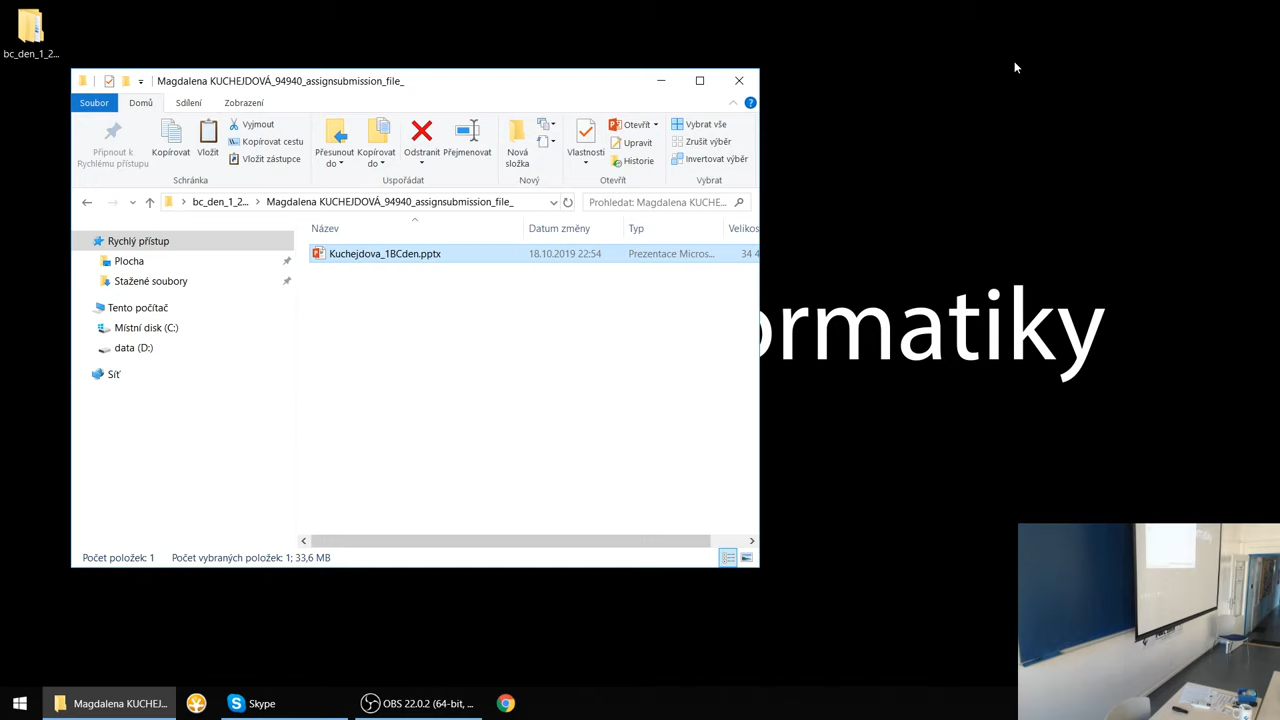 bc_den_1_2...
Magdalena KUCHEJDOVÁ_94940_assignsubmission_file_
Soubor
Domů
Sdílení
Zobrazení
Připnout k
Rychlému přístupu
Kopírovat
Vložit
Vyjmout
Kopírovat cestu
Vložit zástupce
Schránka
Přesunout
do
Kopírovat
do
Odstranit
Přejmenovat
Uspořádat
Nová
složka
Nový
Vlastnosti
Otevřít
Upravit
Historie
Otevřít
Vybrat vše
Zrušit výběr
Invertovat výběr
Vybrat
bc_den_1_2...
Magdalena KUCHEJDOVÁ_94940_assignsubmission_file_
Prohledat: Magdalena KUCHE...
Název
Datum změny
Typ
Velikos
Rychlý přístup
Plocha
Stažené soubory
Tento počítač
Místní disk (C:)
data (D:)
Síť
Kuchejdova_1BCden.pptx
18.10.2019 22:54
Prezentace Micros...
34 4
ormatiky
Počet položek: 1
Počet vybraných položek: 1; 33,6 MB
Magdalena KUCHEJ...
Skype
OBS 22.0.2 (64-bit, ...